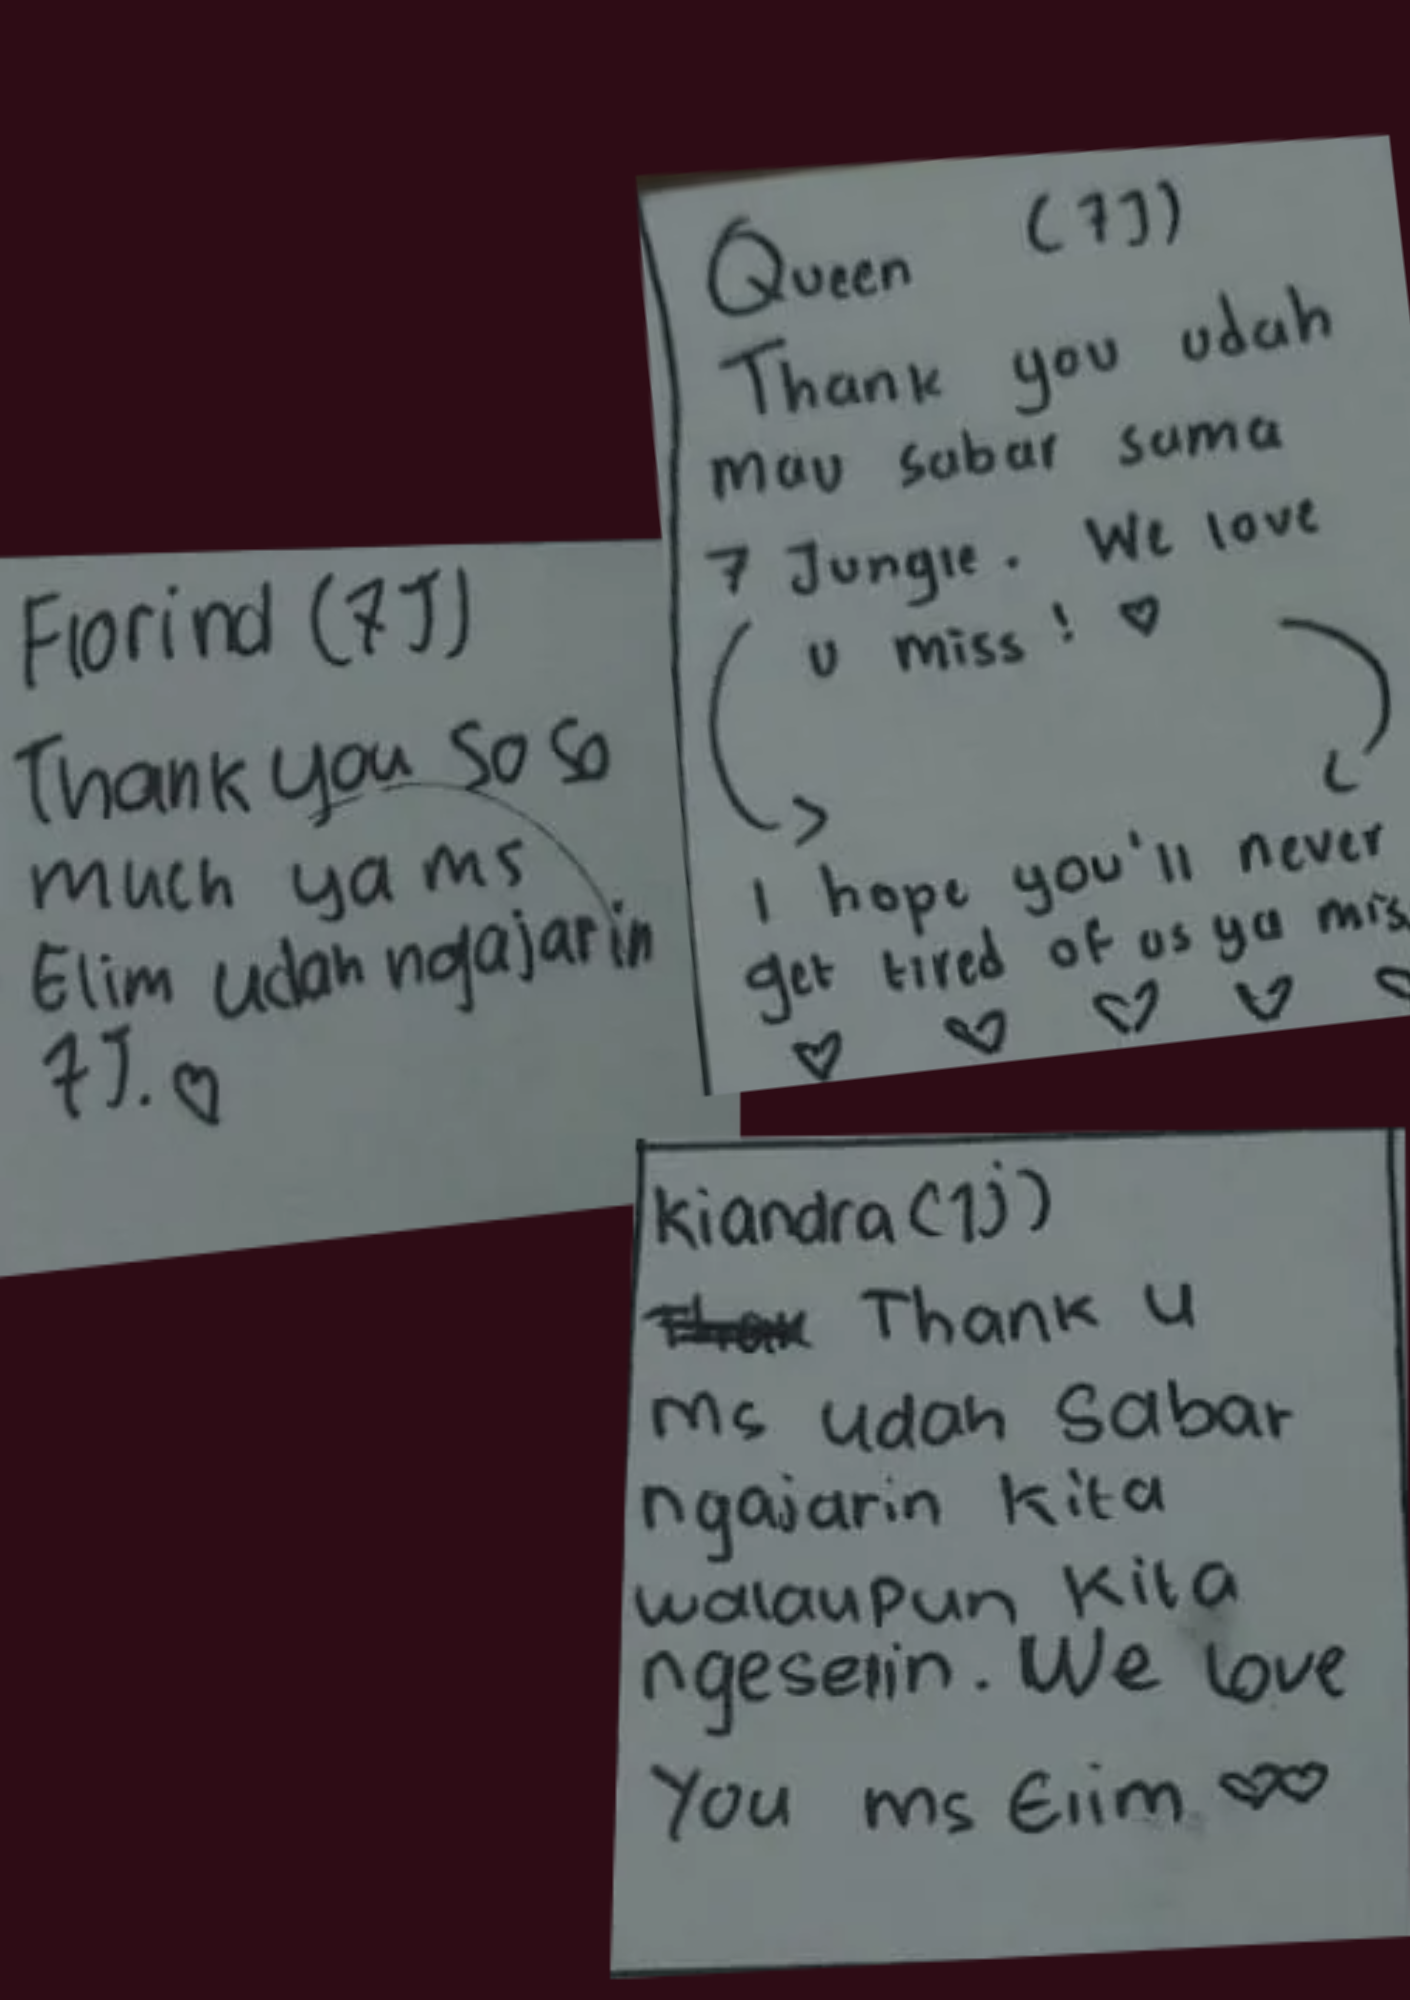 Florind (7J)
Thank you so so
much ya ms
Elim udah ngajarin
7J. ♡
Queen (7J)
Thank you udah
mau sabar sama
7 Jungle. We love
u miss! ♡
I hope you'll never
get tired of us ya mis
♡ ♡ ♡ ♡ ♡
kiandra (7j)
Thank u
ms udah sabar
ngajarin kita
walaupun kita
ngeselin. We love
You ms Elim ♡♡